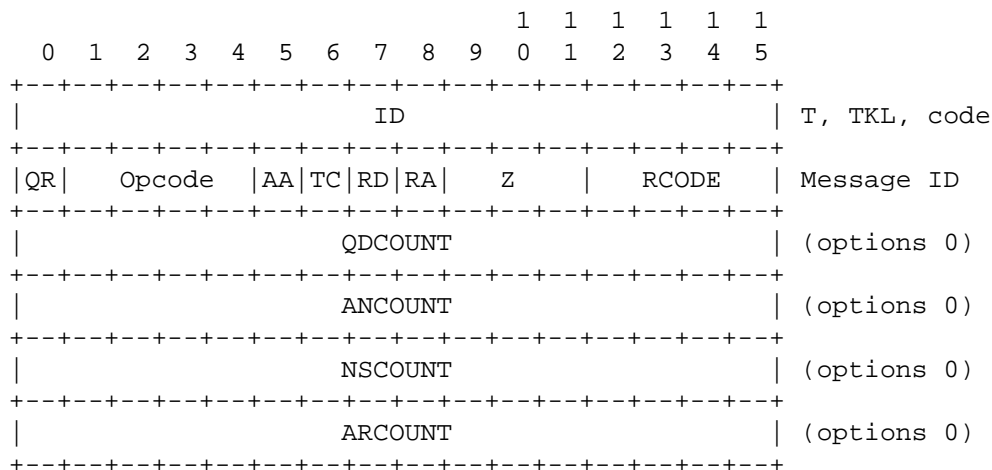 1  1  1  1  1  1
  0  1  2  3  4  5  6  7  8  9  0  1  2  3  4  5
+--+--+--+--+--+--+--+--+--+--+--+--+--+--+--+--+
|                      ID                       | T, TKL, code
+--+--+--+--+--+--+--+--+--+--+--+--+--+--+--+--+
|QR|   Opcode  |AA|TC|RD|RA|   Z    |   RCODE   | Message ID
+--+--+--+--+--+--+--+--+--+--+--+--+--+--+--+--+
|                    QDCOUNT                    | (options 0)
+--+--+--+--+--+--+--+--+--+--+--+--+--+--+--+--+
|                    ANCOUNT                    | (options 0)
+--+--+--+--+--+--+--+--+--+--+--+--+--+--+--+--+
|                    NSCOUNT                    | (options 0)
+--+--+--+--+--+--+--+--+--+--+--+--+--+--+--+--+
|                    ARCOUNT                    | (options 0)
+--+--+--+--+--+--+--+--+--+--+--+--+--+--+--+--+